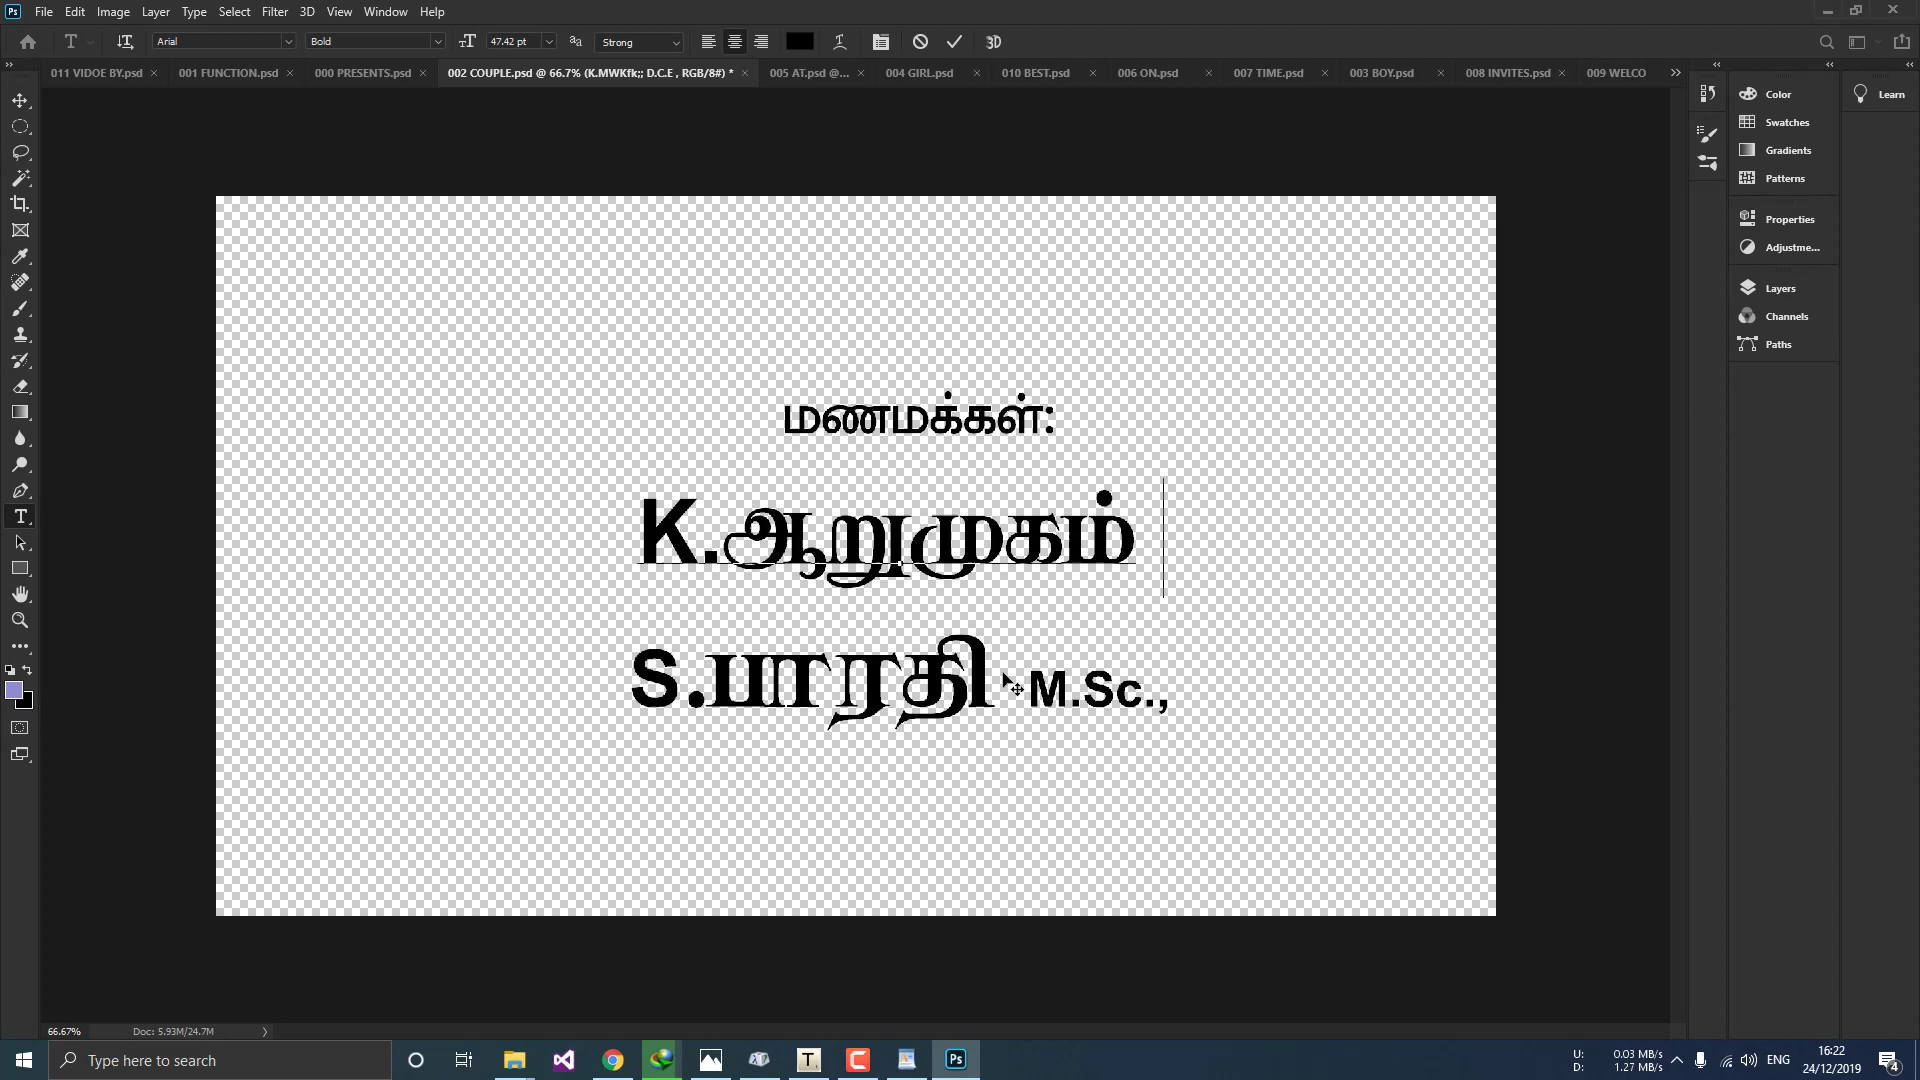 File Edit Image Layer Type Select Filter 3D View Window Help
Arial Bold 47.42 pt Strong 3D
011 VIDOE BY.psd 001 FUNCTION.psd 000 PRESENTS.psd 002 COUPLE.psd @ 66.7% (K.MWKfk;; D.C.E , RGB/8#) * 005 AT.psd @... 004 GIRL.psd 010 BEST.psd 006 ON.psd 007 TIME.psd 003 BOY.psd 008 INVITES.psd 009 WELCO
Color
Learn
Swatches
Gradients
Patterns
Properties
Adjustme...
Layers
Channels
Paths
மணமக்கள்:
K.ஆறுமுகம்
S.பாரதி M.Sc.,
66.67% Doc: 5.93M/24.7M
Type here to search
U: 0.03 MB/s
D: 1.27 MB/s
ENG
16:22
24/12/2019
4